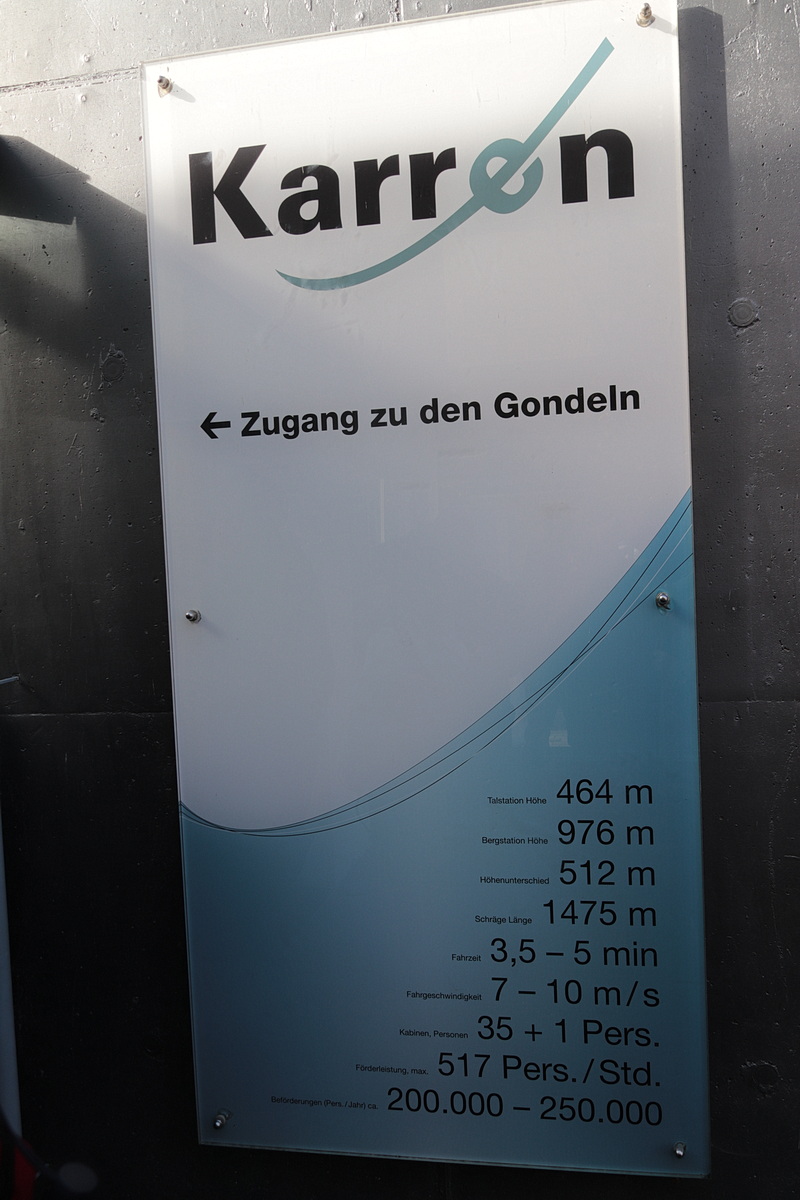 Karren
← Zugang zu den Gondeln
Talstation Höhe 464 m
Bergstation Höhe 976 m
Höhenunterschied 512 m
Schräge Länge 1475 m
Fahrzeit 3,5 – 5 min
Fahrgeschwindigkeit 7 – 10 m/s
Kabinen, Personen 35 + 1 Pers.
Förderleistung, max. 517 Pers./Std.
Beförderungen (Pers./Jahr) ca. 200.000 – 250.000